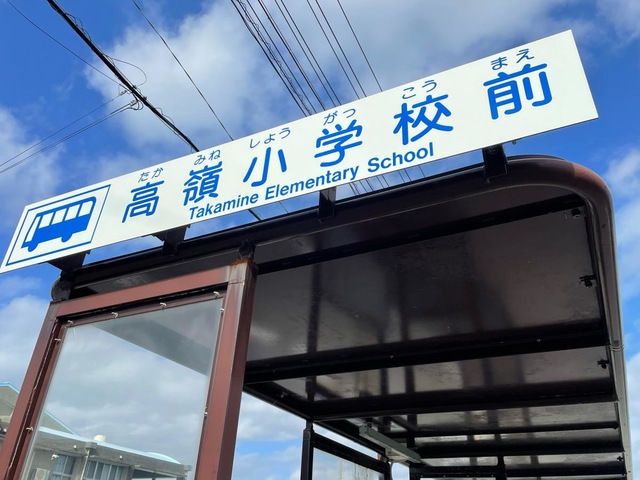 たか みね しょう がっ こう まえ
高嶺小学校前
Takamine Elementary School